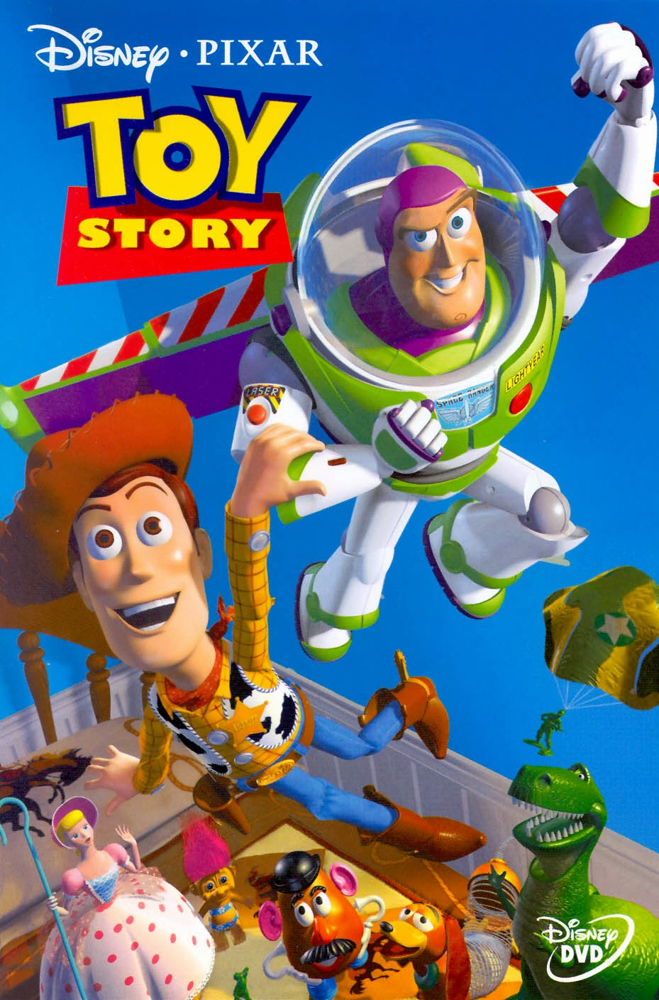 DISNEY · PIXAR
TOY
STORY
LASER
SPACE RANGER
LIGHTYEAR
DISNEY
DVD